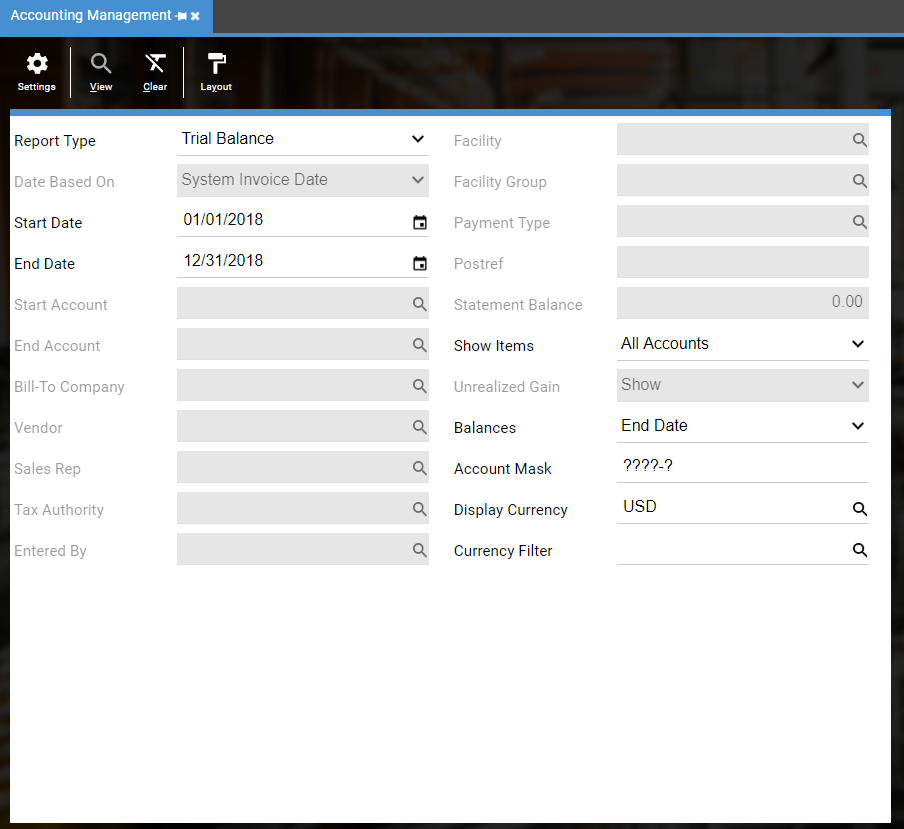 Accounting Management
Settings
View
Clear
Layout
Report Type Trial Balance
Date Based On System Invoice Date
Start Date 01/01/2018
End Date 12/31/2018
Start Account
End Account
Bill-To Company
Vendor
Sales Rep
Tax Authority
Entered By
Facility
Facility Group
Payment Type
Postref
Statement Balance 0.00
Show Items All Accounts
Unrealized Gain Show
Balances End Date
Account Mask ????-?
Display Currency USD
Currency Filter